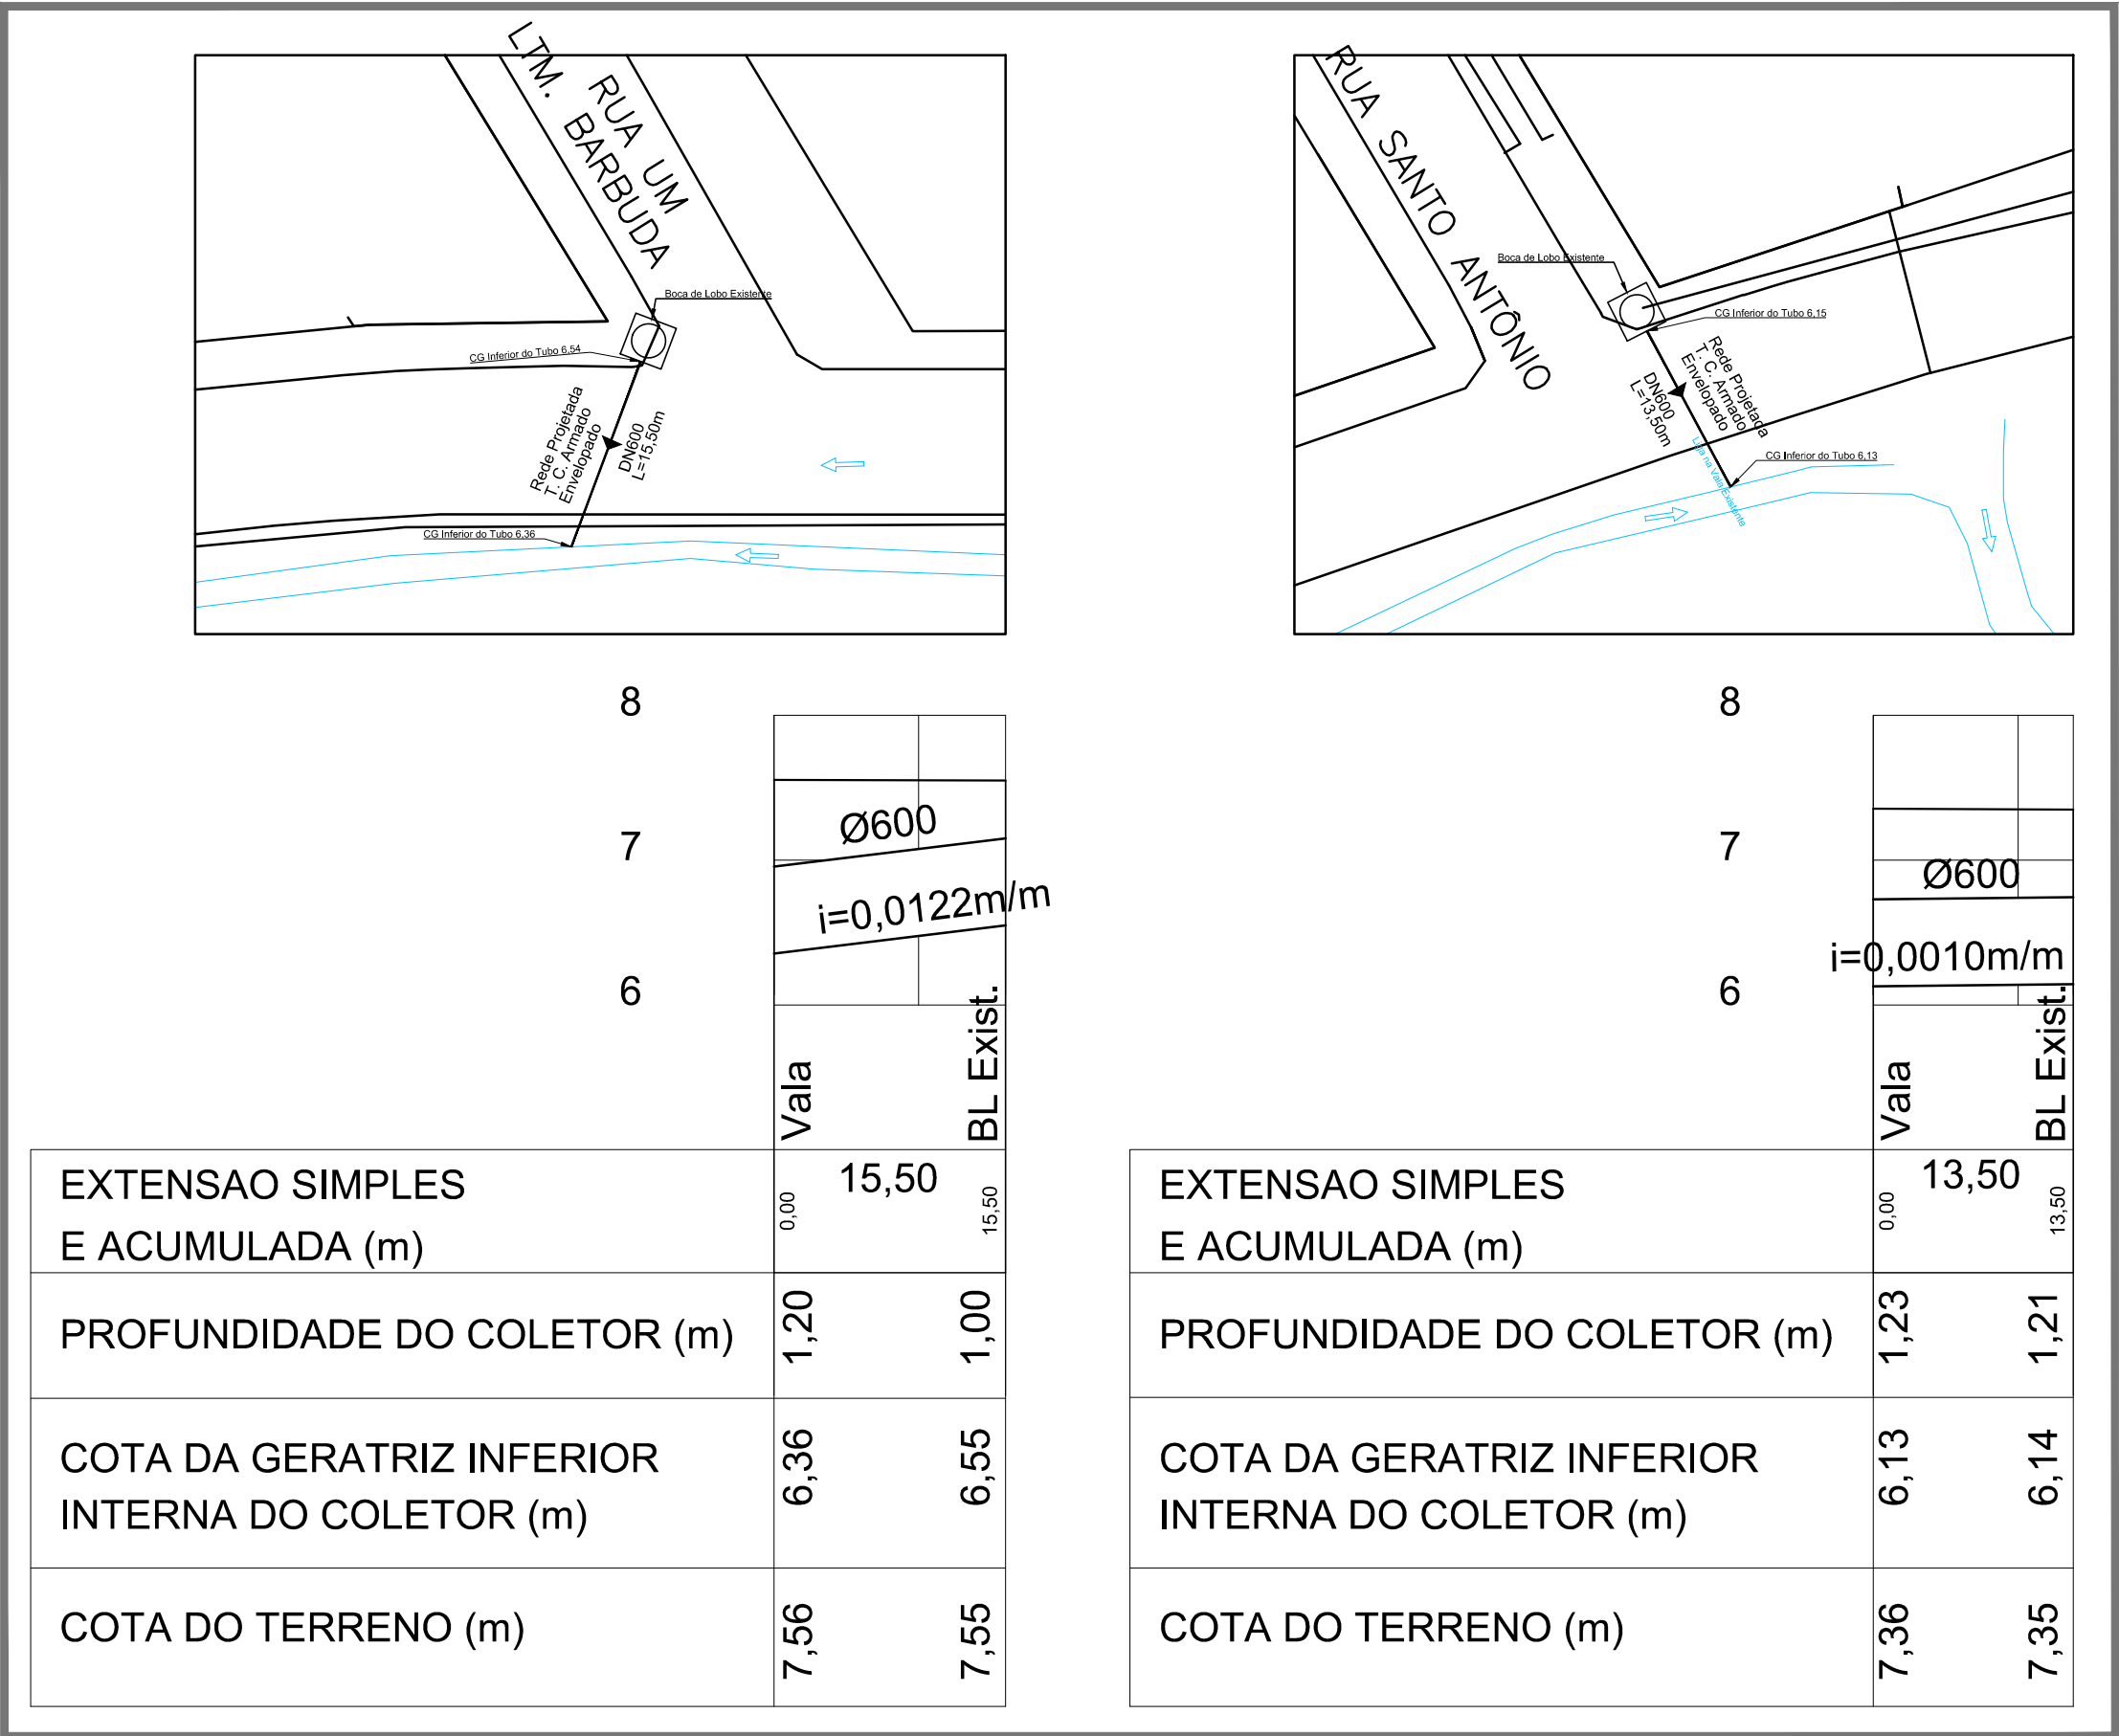 LTM. BARBUDA
RUA UM
Boca de Lobo Existente
CG Inferior do Tubo 6,54
Rede Projetada
T. C. Armado
Envelopado
DN600
L=15,50m
CG Inferior do Tubo 6,36
RUA SANTO ANTÔNIO
Boca de Lobo Existente
CG Inferior do Tubo 6,15
Rede Projetada
T. C. Armado
Envelopado
DN600
L=13,50m
CG Inferior do Tubo 6,13
na Vala Existente
8
7
6
Ø600
i=0,0122m/m
Vala
BL Exist.
EXTENSAO SIMPLES
E ACUMULADA (m)
0,00
15,50
15,50
PROFUNDIDADE DO COLETOR (m)
1,20
1,00
COTA DA GERATRIZ INFERIOR
INTERNA DO COLETOR (m)
6,36
6,55
COTA DO TERRENO (m)
7,56
7,55
8
7
6
Ø600
i=0,0010m/m
Vala
BL Exist.
EXTENSAO SIMPLES
E ACUMULADA (m)
0,00
13,50
13,50
PROFUNDIDADE DO COLETOR (m)
1,23
1,21
COTA DA GERATRIZ INFERIOR
INTERNA DO COLETOR (m)
6,13
6,14
COTA DO TERRENO (m)
7,36
7,35